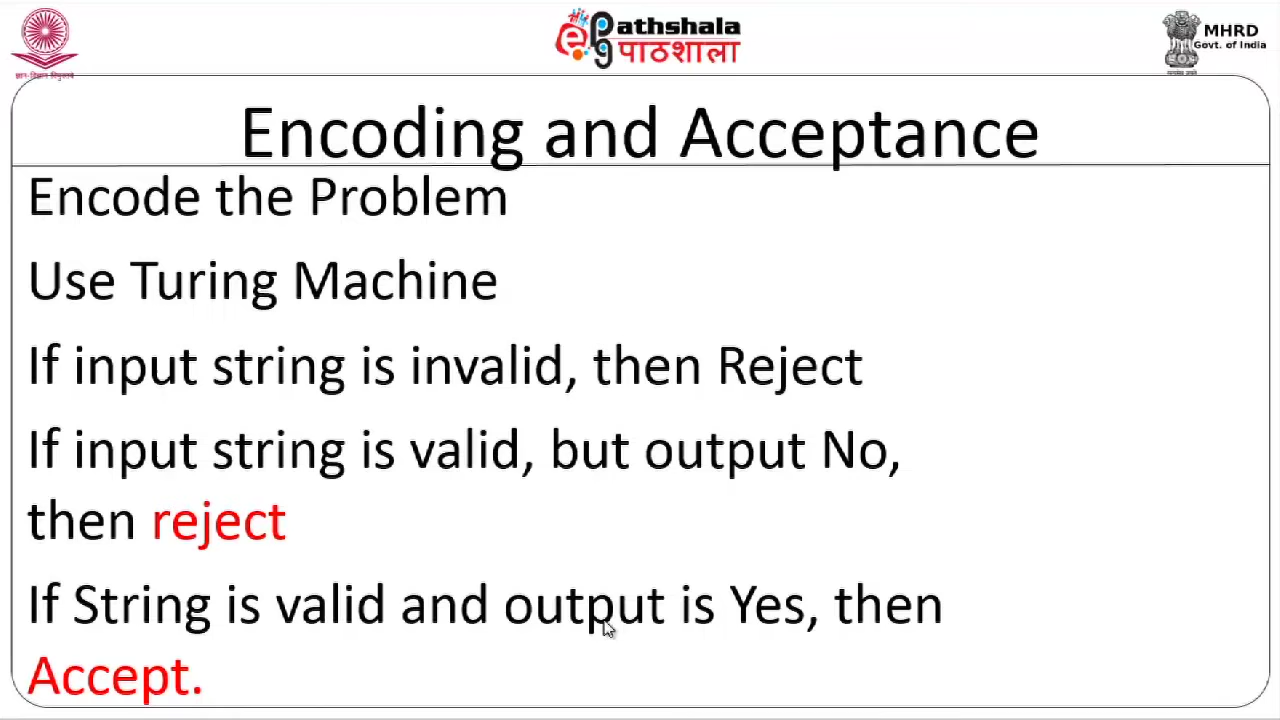 ePathshala
पाठशाला
MHRD
Govt. of India
ज्ञान-विज्ञान विमुक्तये
Encoding and Acceptance
Encode the Problem
Use Turing Machine
If input string is invalid, then Reject
If input string is valid, but output No,
then reject
If String is valid and output is Yes, then
Accept.